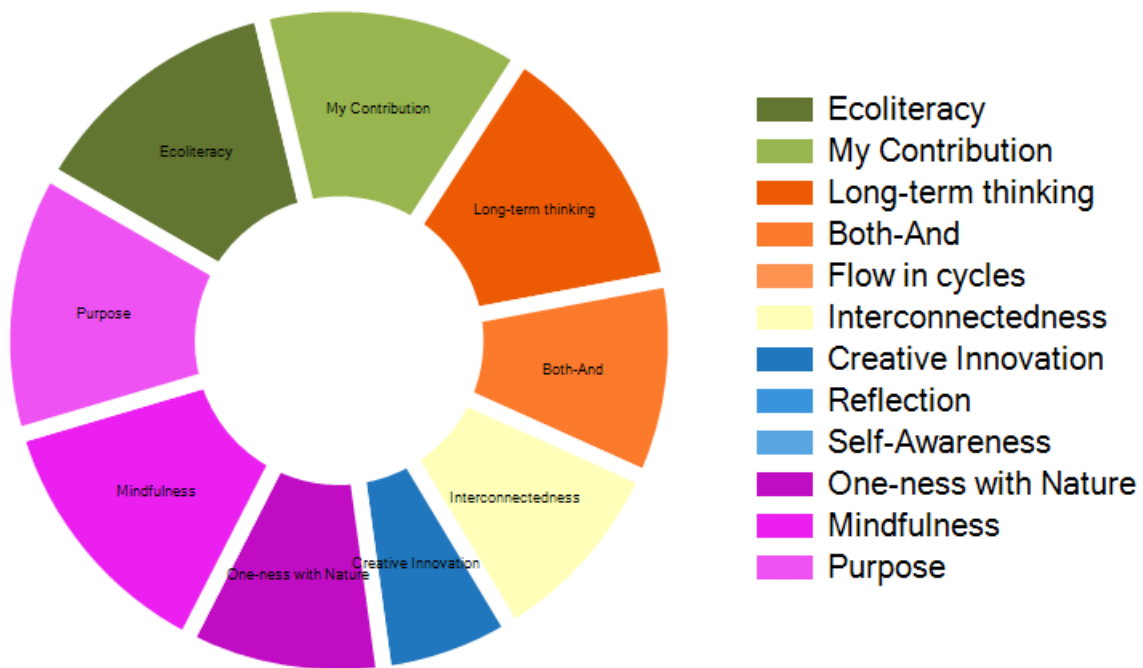 My Contribution
Ecoliteracy
Long-term thinking
Purpose
Both-And
Mindfulness
Interconnectedness
Creative Innovation
One-ness with Nature
Ecoliteracy
My Contribution
Long-term thinking
Both-And
Flow in cycles
Interconnectedness
Creative Innovation
Reflection
Self-Awareness
One-ness with Nature
Mindfulness
Purpose